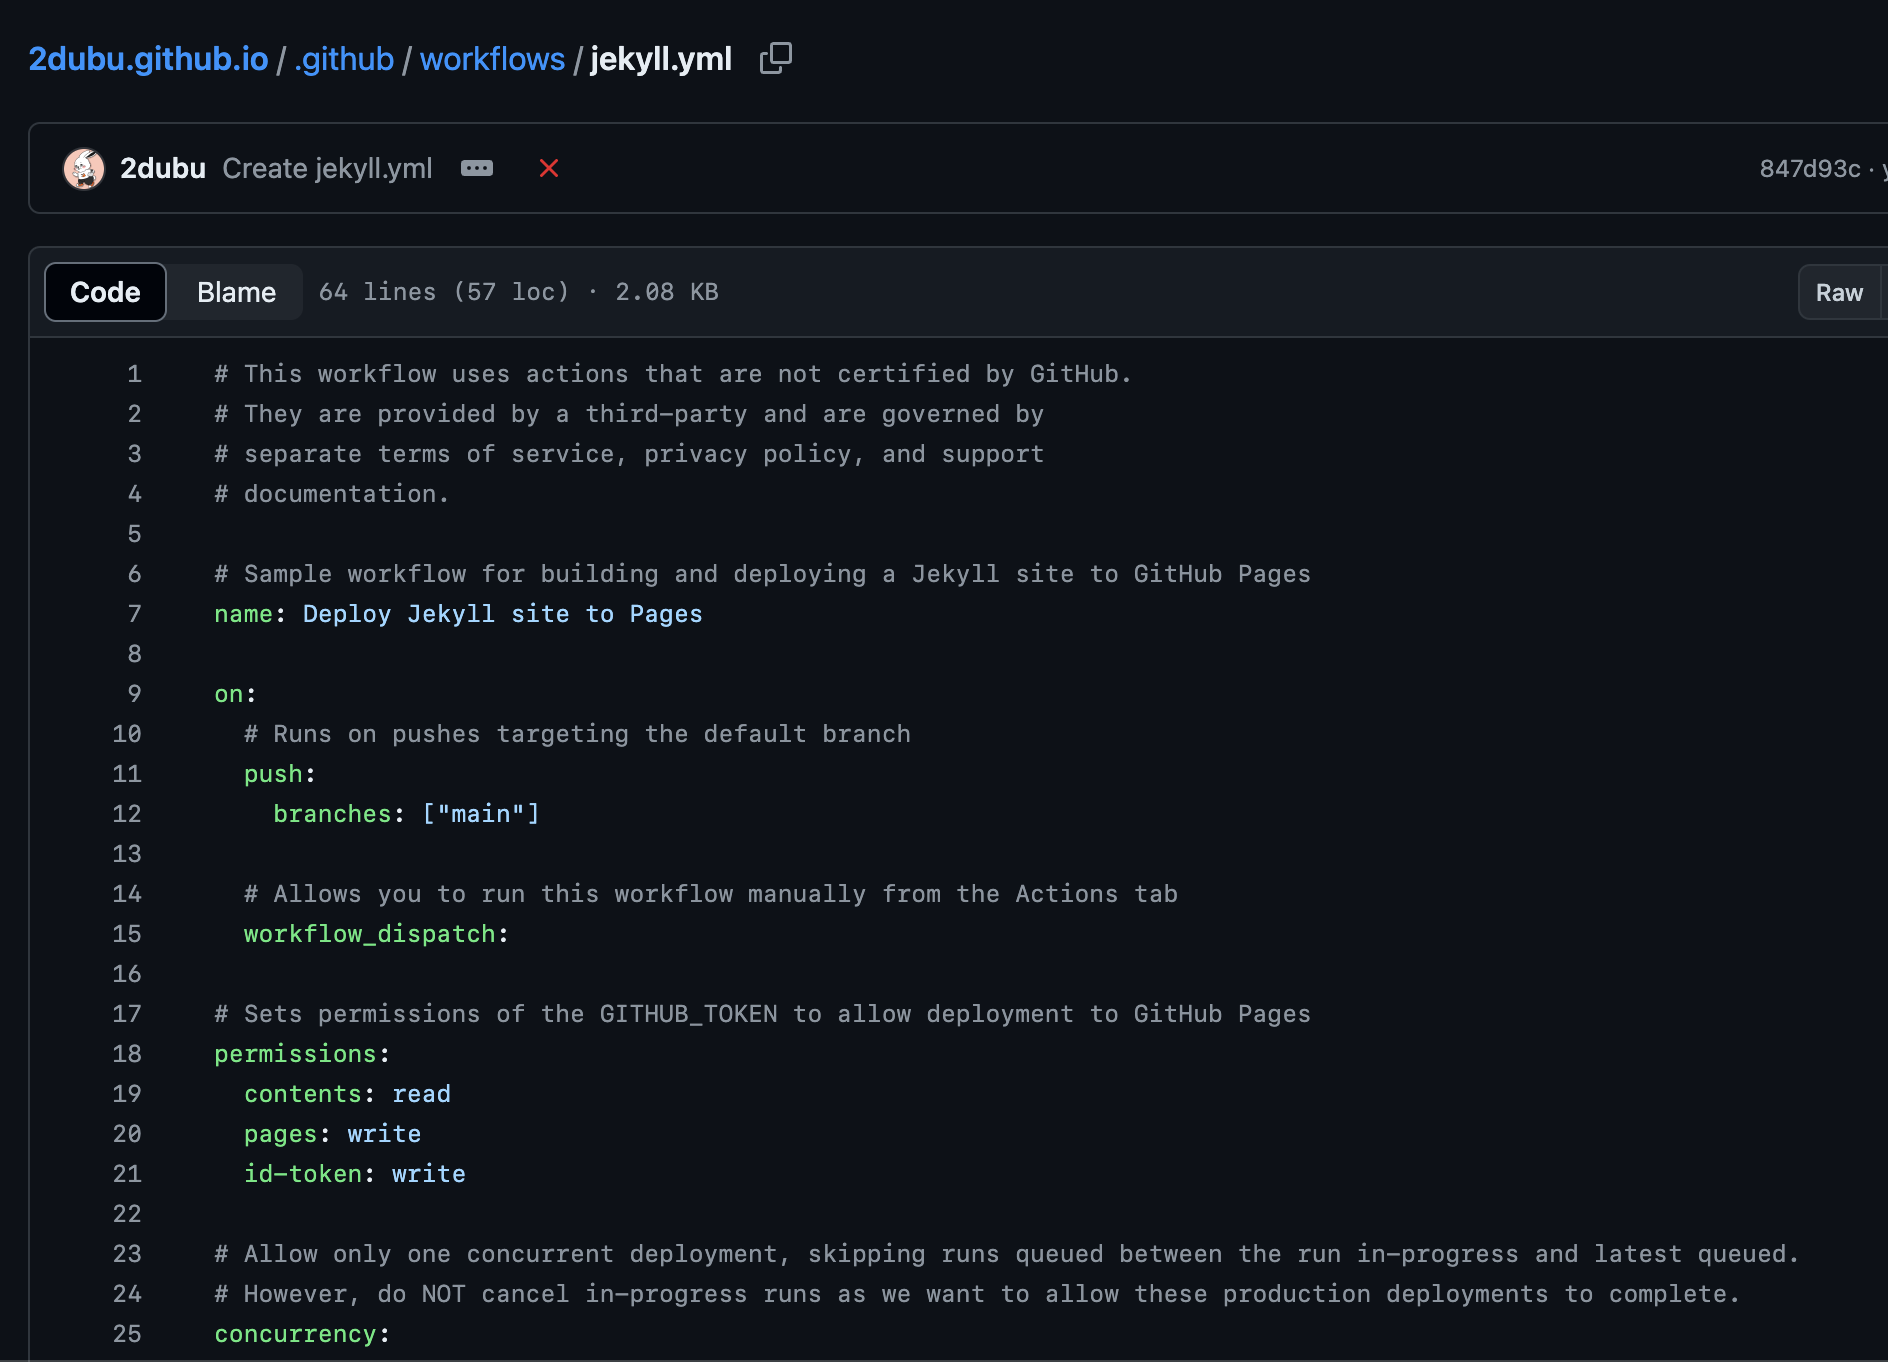 2dubu.github.io / .github / workflows / jekyll.yml
2dubu Create jekyll.yml
847d93c ·
Code Blame 64 lines (57 loc) · 2.08 KB Raw
1 # This workflow uses actions that are not certified by GitHub.
2 # They are provided by a third-party and are governed by
3 # separate terms of service, privacy policy, and support
4 # documentation.
5
6 # Sample workflow for building and deploying a Jekyll site to GitHub Pages
7 name: Deploy Jekyll site to Pages
8
9 on:
10   # Runs on pushes targeting the default branch
11   push:
12     branches: ["main"]
13
14   # Allows you to run this workflow manually from the Actions tab
15   workflow_dispatch:
16
17 # Sets permissions of the GITHUB_TOKEN to allow deployment to GitHub Pages
18 permissions:
19   contents: read
20   pages: write
21   id-token: write
22
23 # Allow only one concurrent deployment, skipping runs queued between the run in-progress and latest queued.
24 # However, do NOT cancel in-progress runs as we want to allow these production deployments to complete.
25 concurrency: